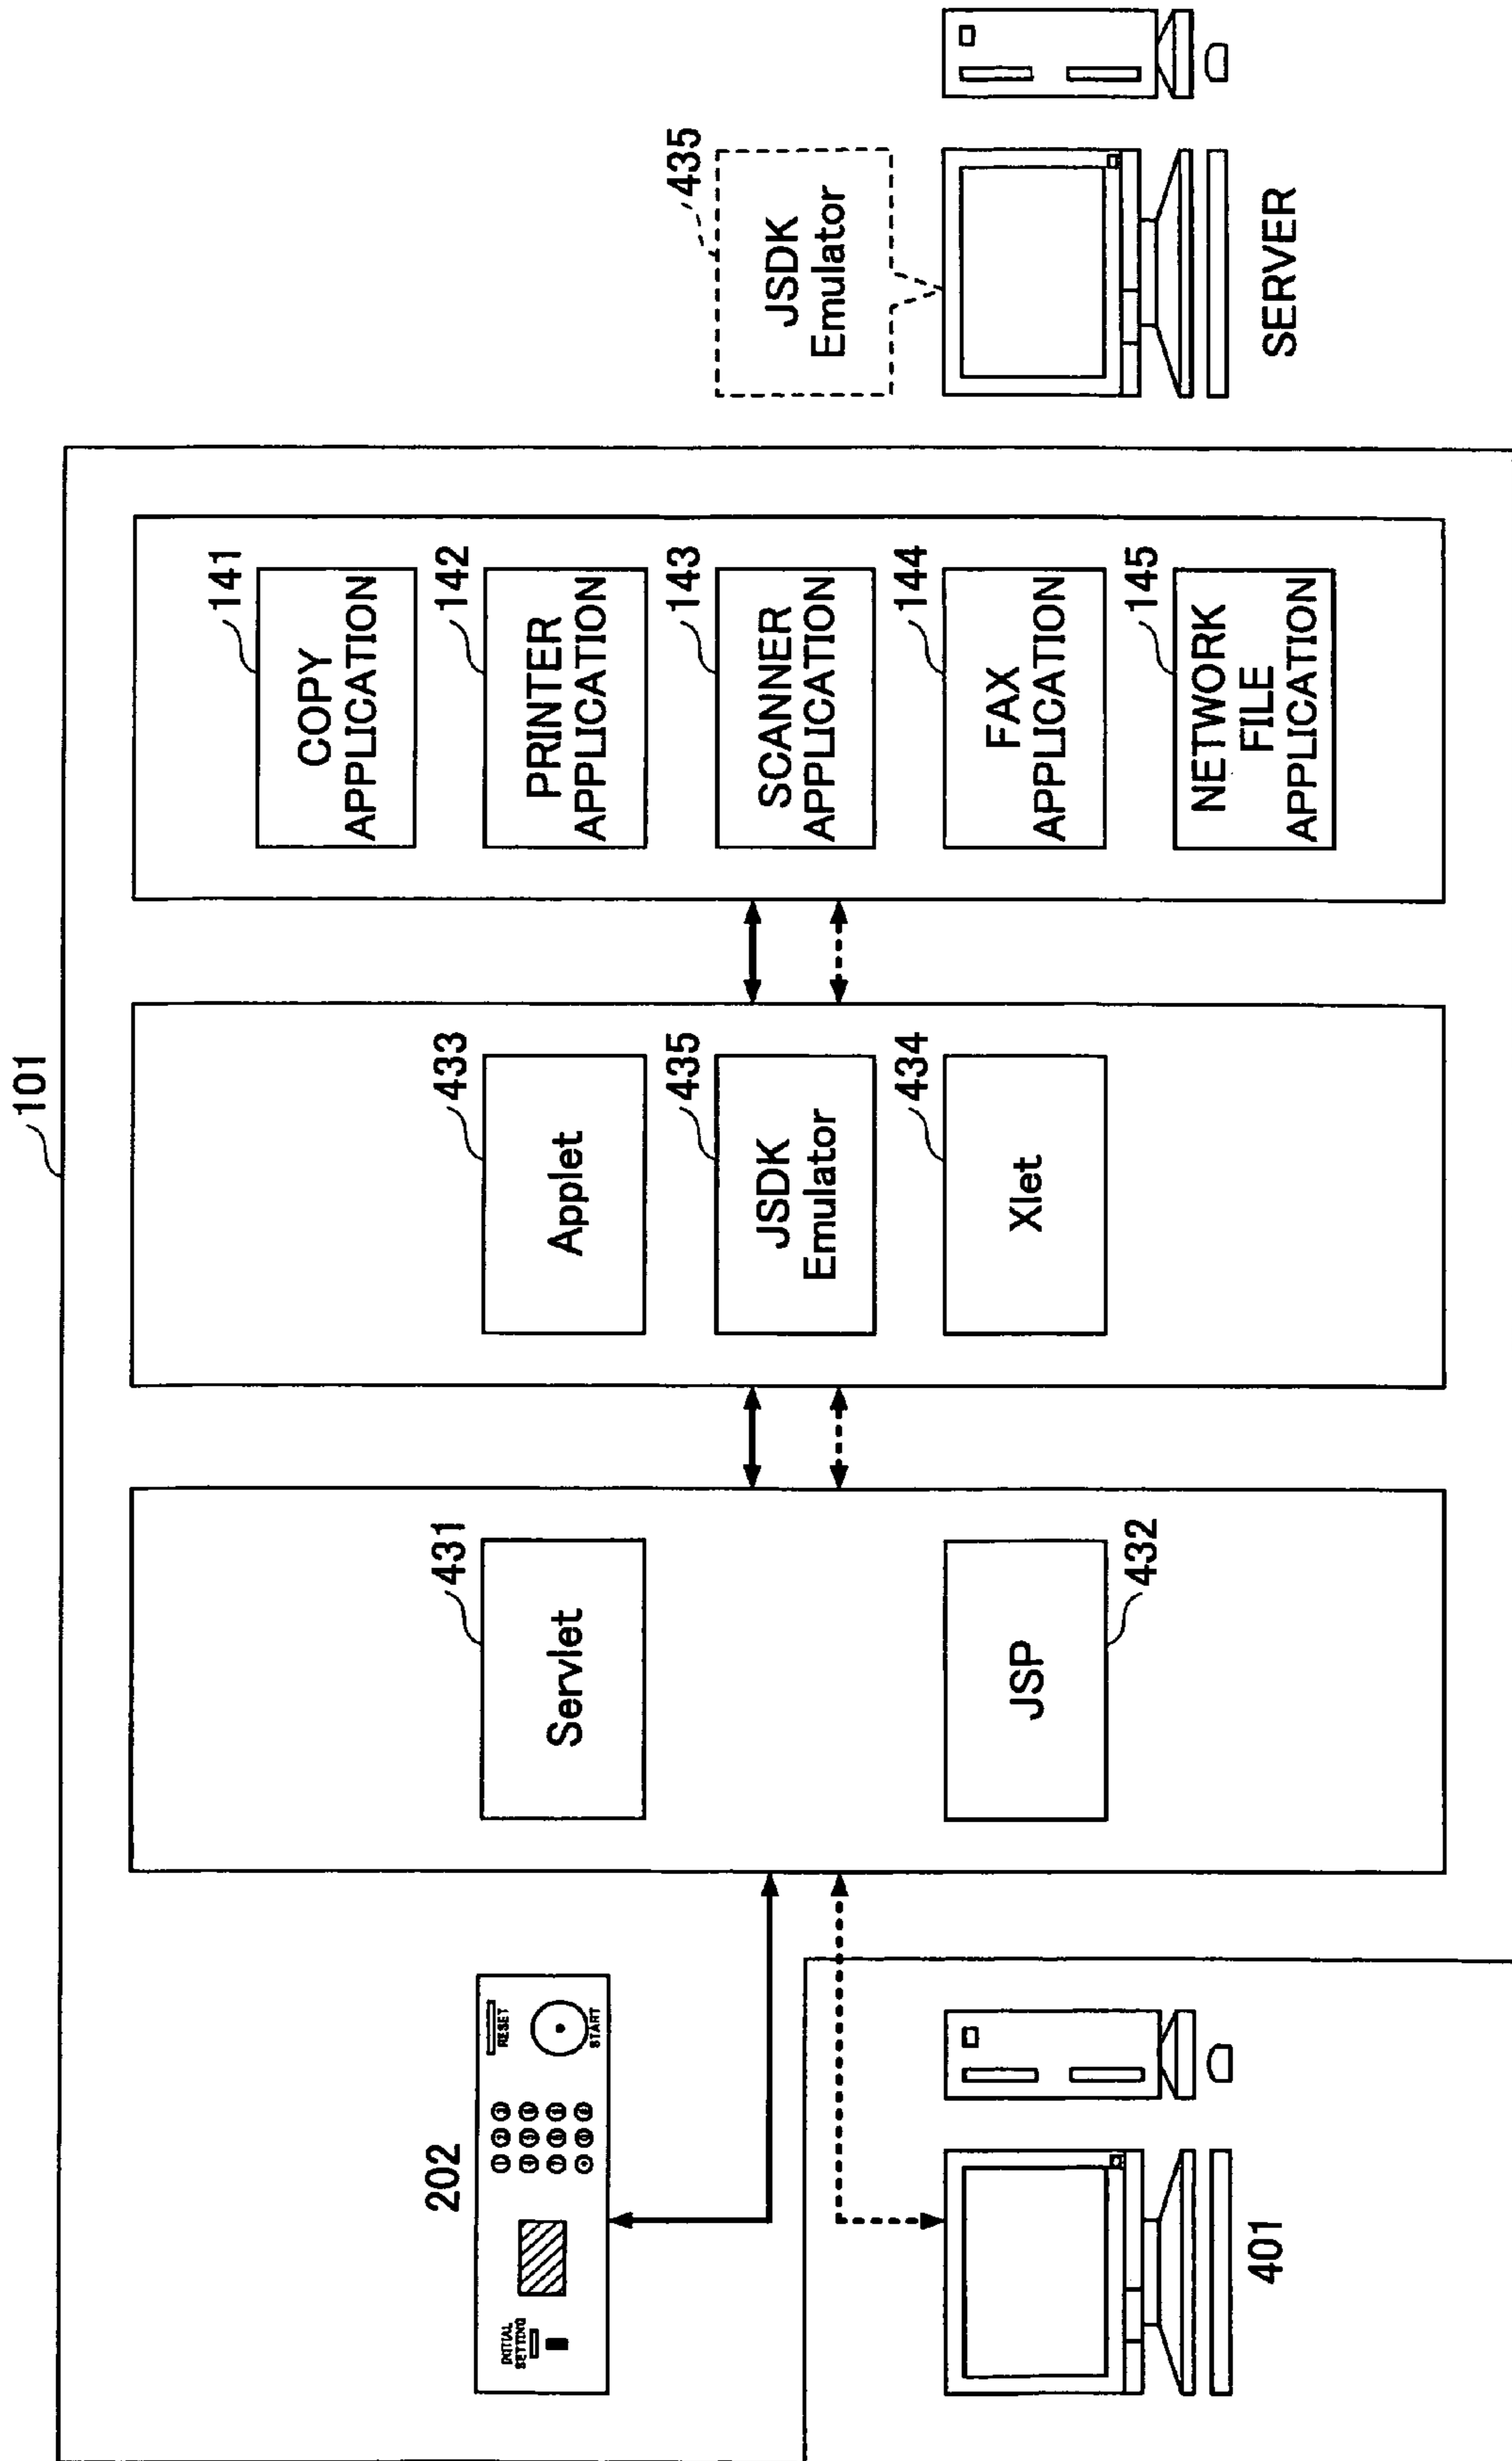 101
202
INITIAL
SETTING
RESET
START
401
431
Servlet
JSP
432
433
Applet
435
JSDK
Emulator
434
Xlet
141
COPY
APPLICATION
142
PRINTER
APPLICATION
143
SCANNER
APPLICATION
144
FAX
APPLICATION
145
NETWORK
FILE
APPLICATION
435
JSDK
Emulator
SERVER